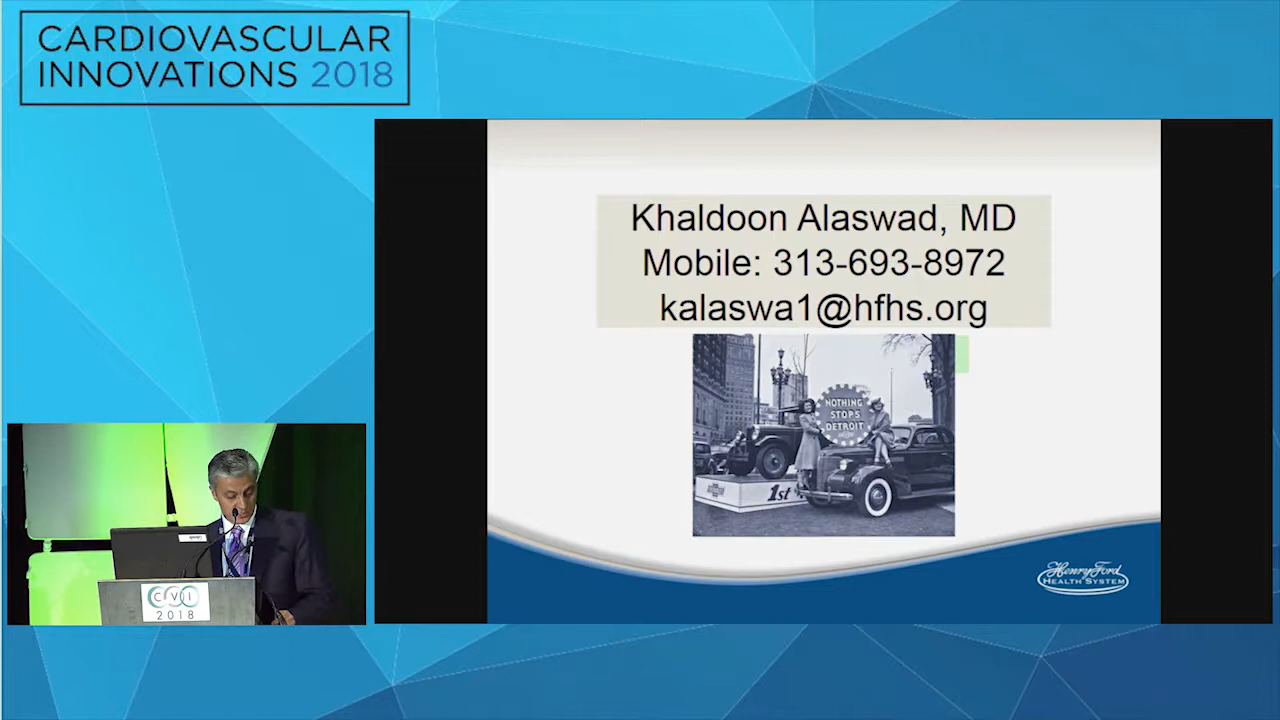 CARDIOVASCULAR
INNOVATIONS 2018
Khaldoon Alaswad, MD
Mobile: 313-693-8972
kalaswa1@hfhs.org
NOTHING
STOPS
DETROIT
1st
Henry Ford
HEALTH SYSTEM
CVI
2018